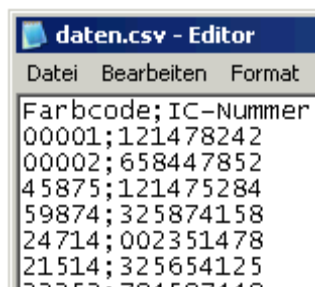 daten.csv - Editor
Datei Bearbeiten Format
Farbcode;IC-Nummer
00001;121478242
00002;658447852
45875;121475284
59874;325874158
24714;002351478
21514;325654125